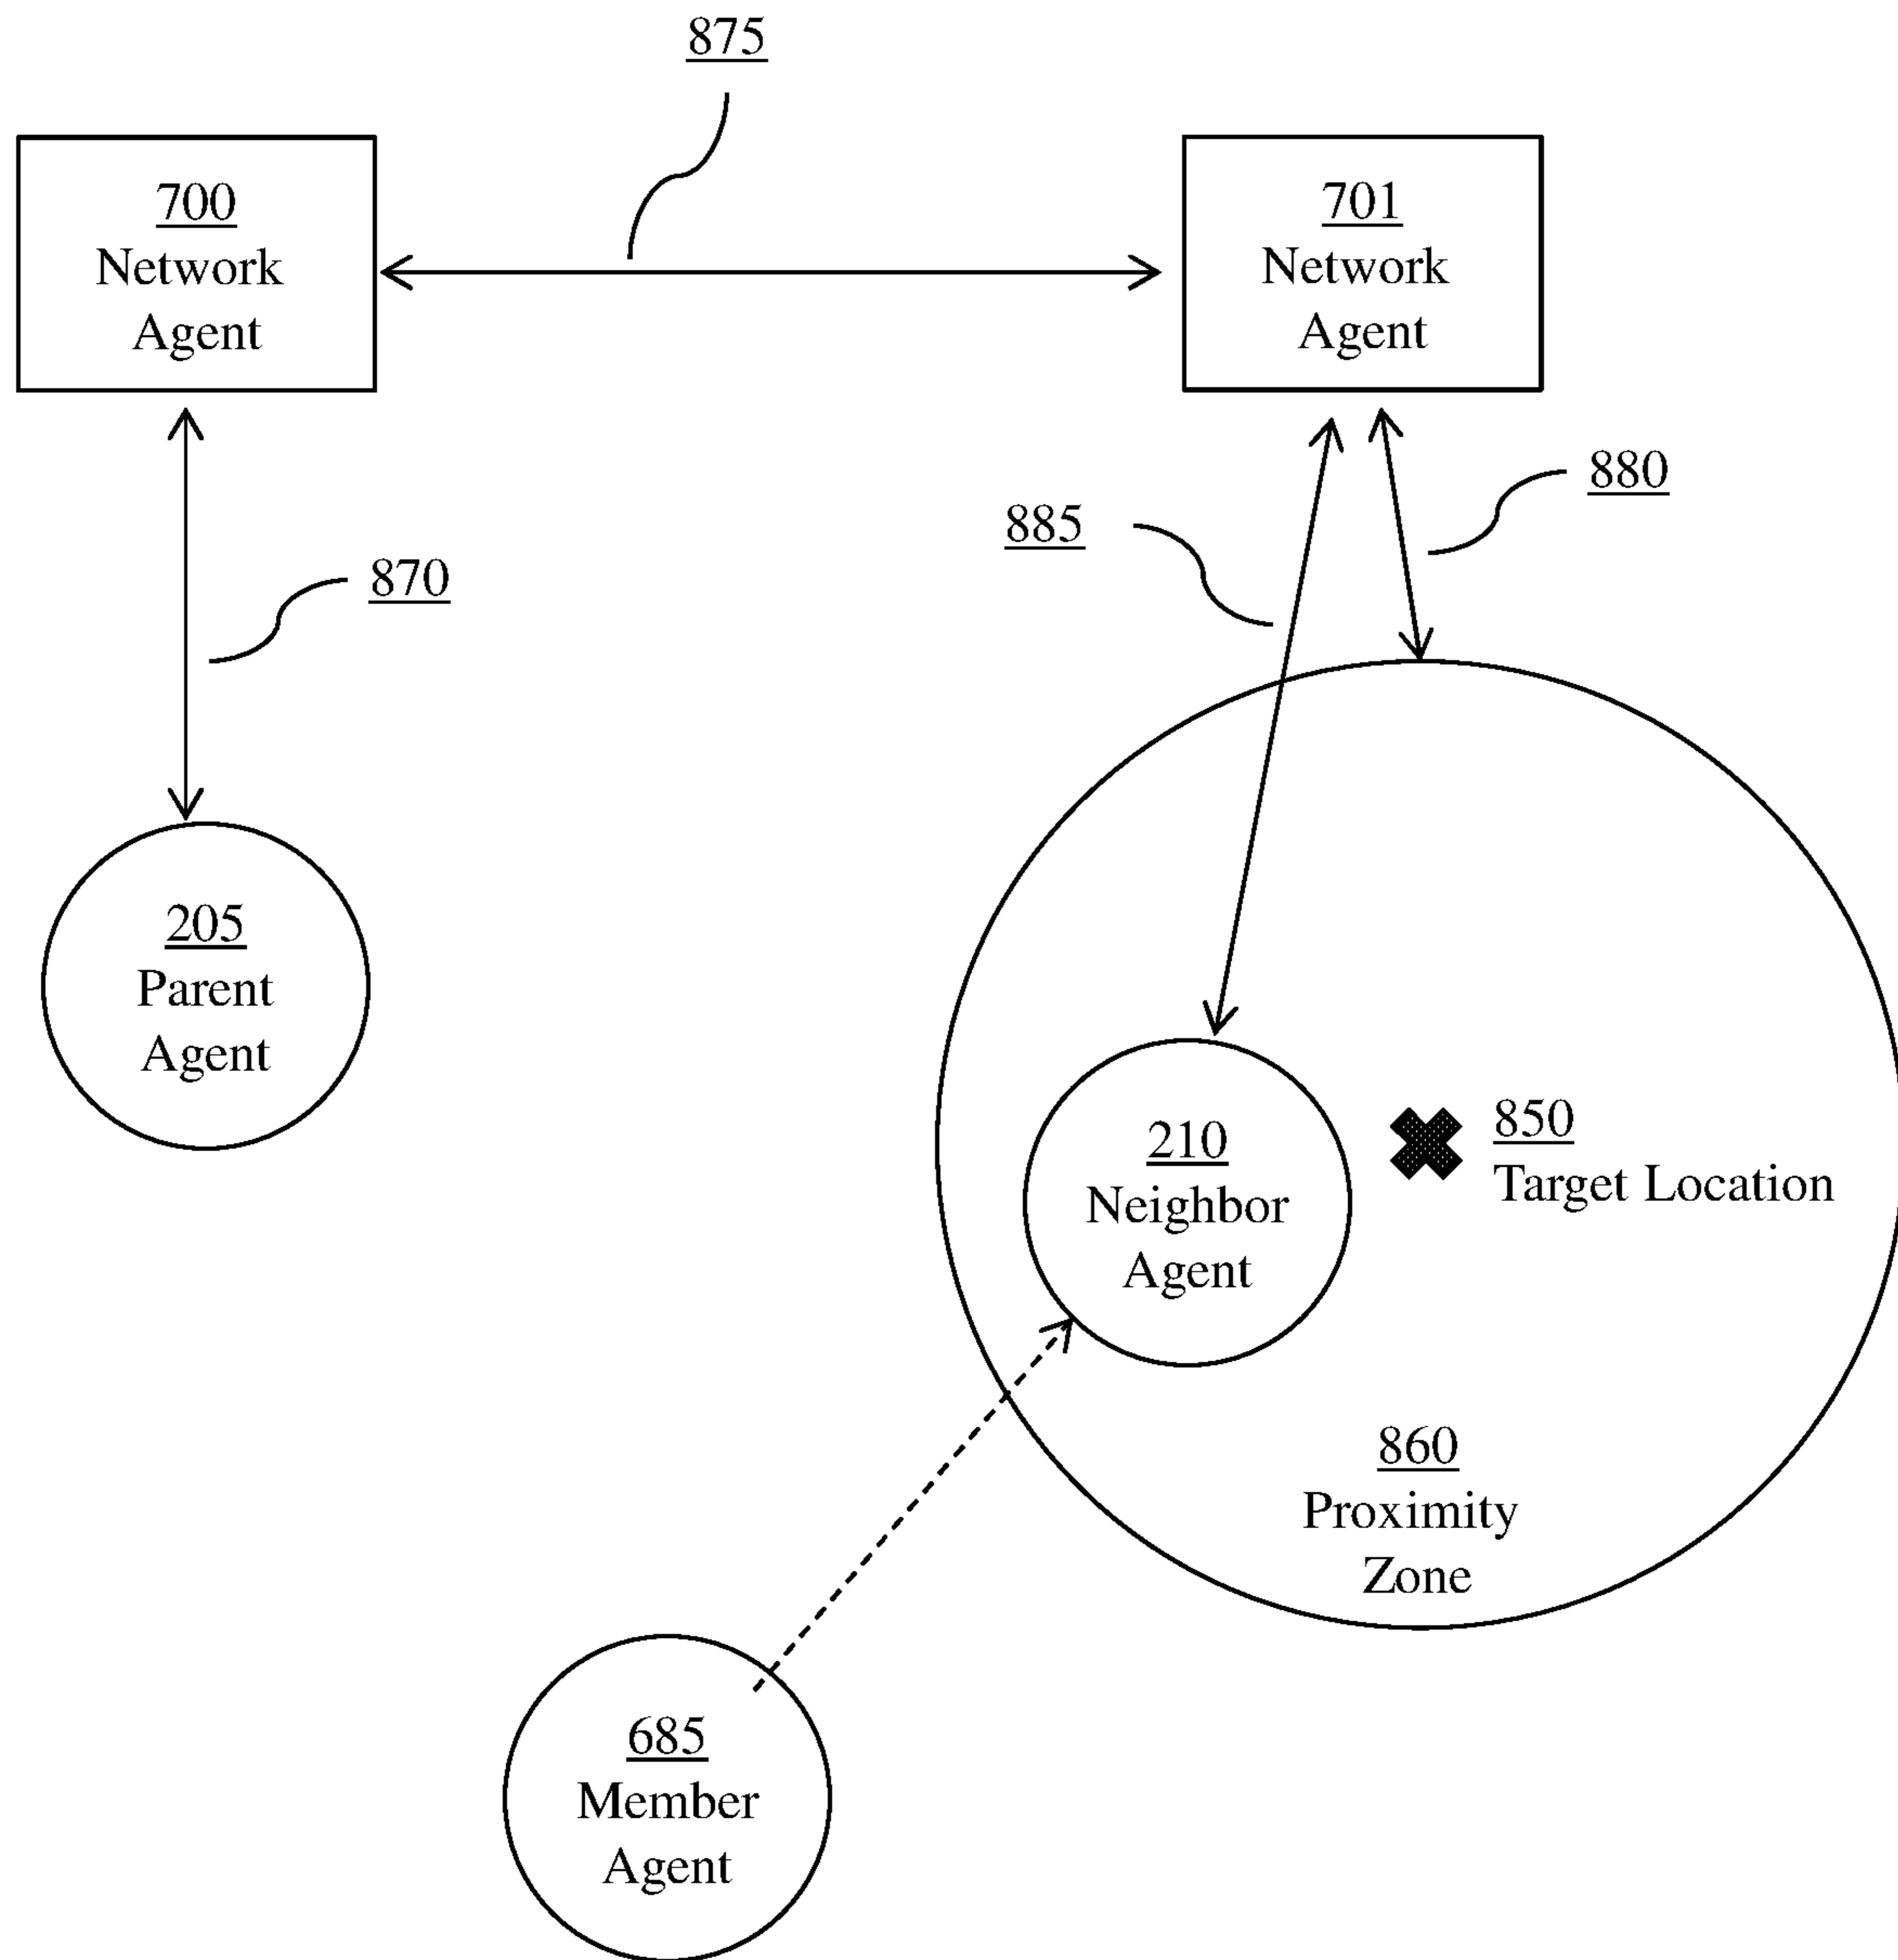 875
700
Network
Agent
701
Network
Agent
880
885
870
205
Parent
Agent
210
Neighbor
Agent
850
Target Location
860
Proximity
Zone
685
Member
Agent